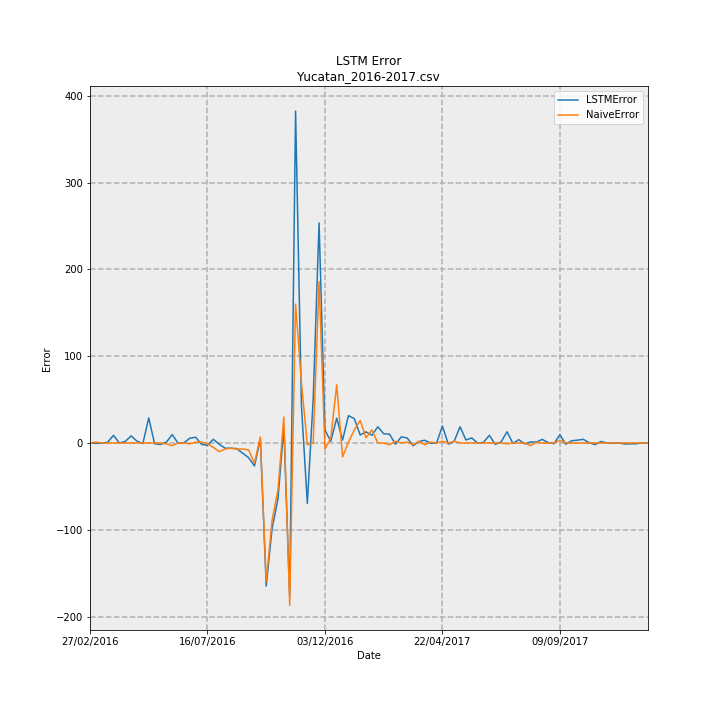 LSTM Error
Yucatan_2016-2017.csv
LSTMError
NaiveError
400
300
200
100
0
−100
−200
Error
27/02/2016
16/07/2016
03/12/2016
22/04/2017
09/09/2017
Date